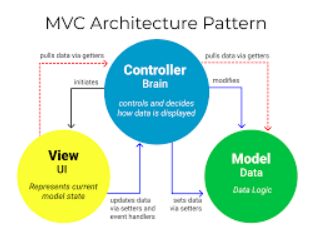 MVC Architecture Pattern
pulls data via getters
pulls data via getters
Controller
Brain
initiates
modifies
controls and decides
how data is displayed
View
UI
Represents current
model state
Model
Data
Data Logic
updates data
via setters and
event handlers
sets data
via setters